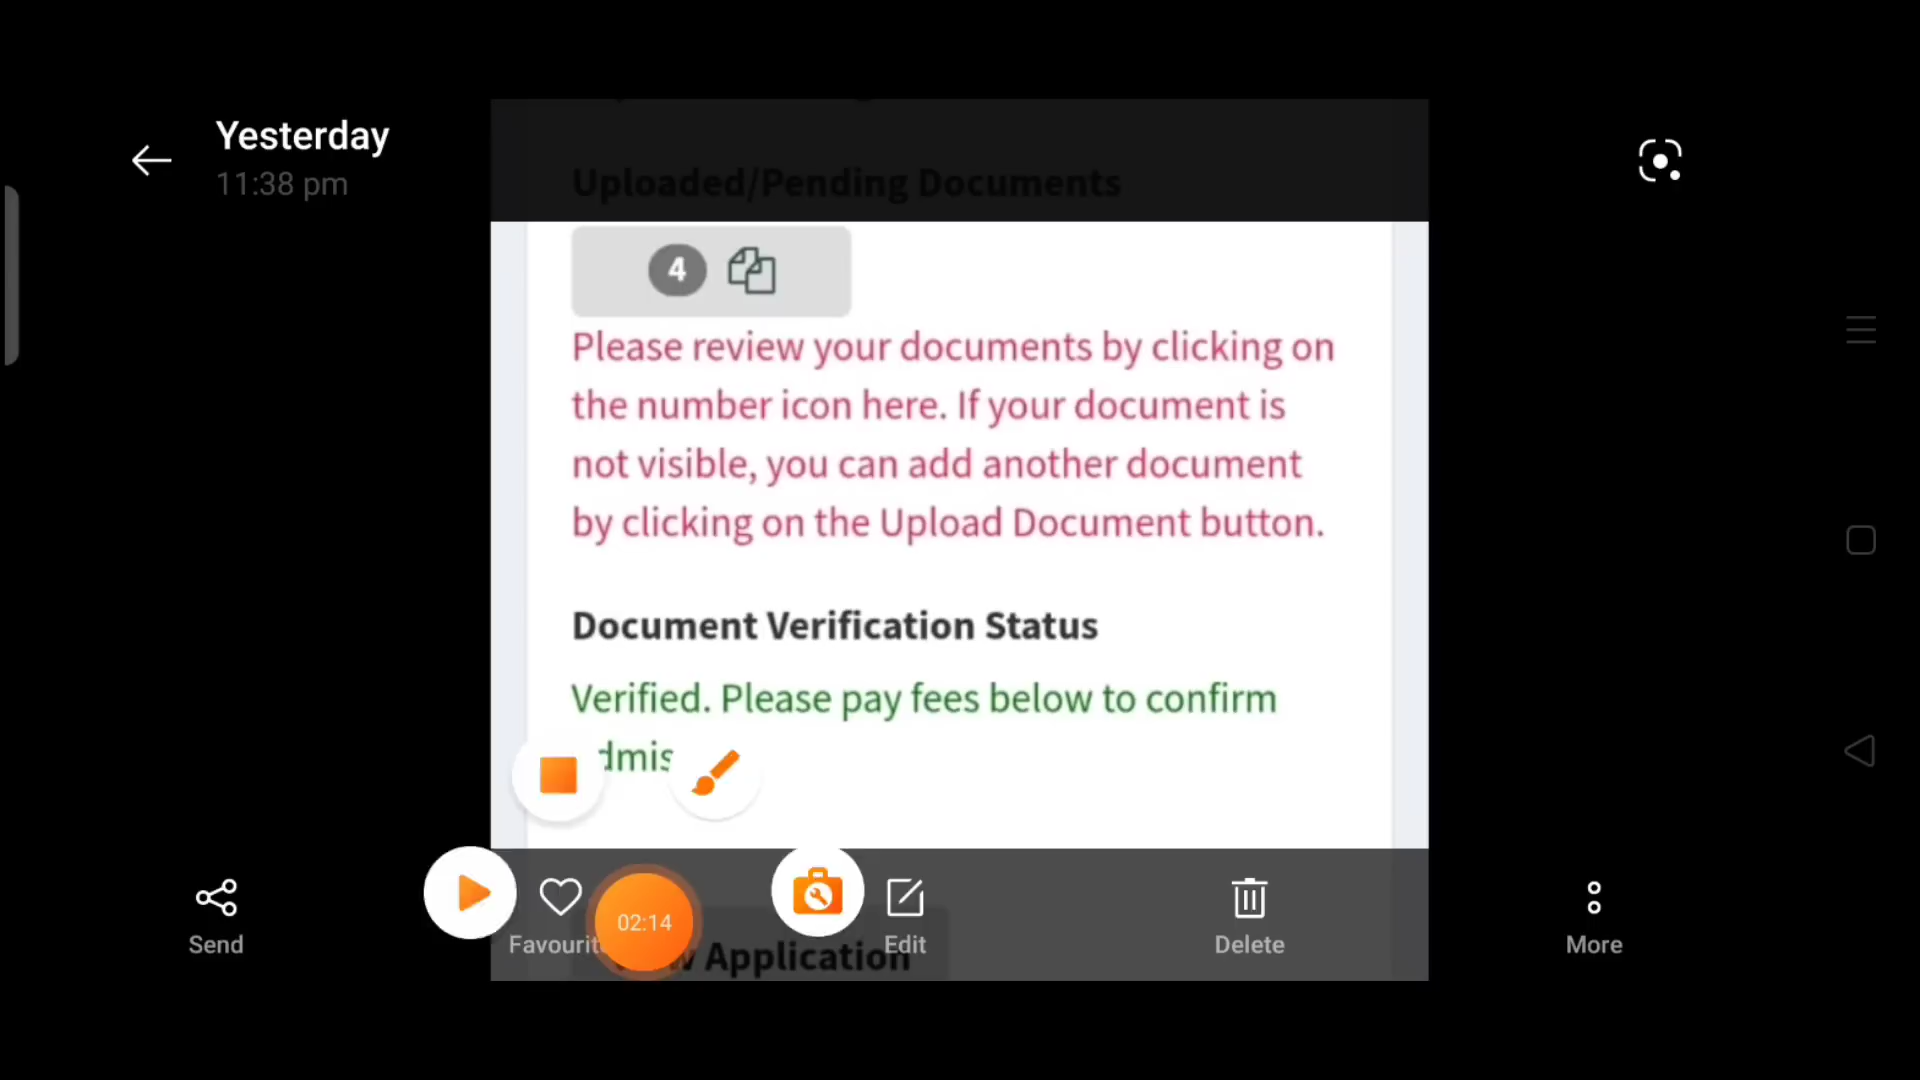 Yesterday
11:38 pm
Uploaded/Pending Documents
4
Please review your documents by clicking on
the number icon here. If your document is
not visible, you can add another document
by clicking on the Upload Document button.
Document Verification Status
Verified. Please pay fees below to confirm
02:14
Application
Send
Favourit
Edit
Delete
More